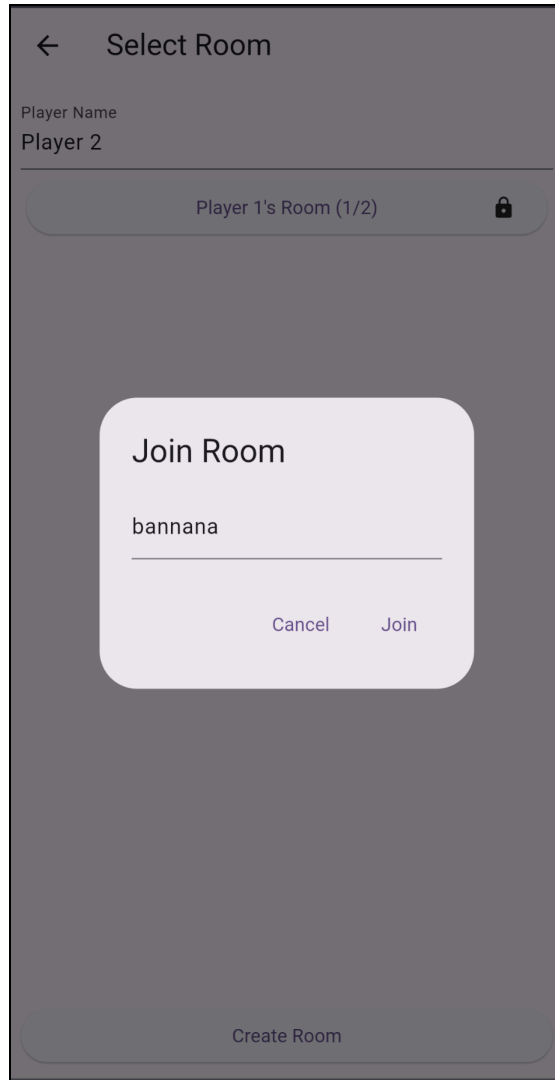 Select Room
Player Name
Player 2
Player 1's Room (1/2)
Join Room
bannana
Cancel Join
Create Room